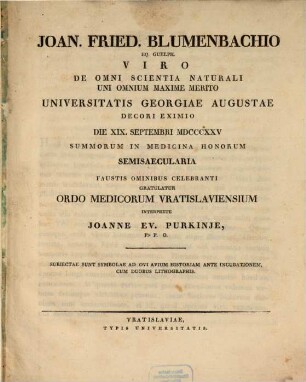 JOAN. FRIED. BLUMENBACHIO
EQ. GUELPH.
VIRO
DE OMNI SCIENTIA NATURALI
UNI OMNIUM MAXIME MERITO
UNIVERSITATIS GEORGIAE AUGUSTAE
DECORI EXIMIO
DIE XIX. SEPTEMBRI MDCCCXXV
SUMMORUM IN MEDICINA HONORUM
SEMISAECULARIA
FAUSTIS OMINIBUS CELEBRANTI
GRATULATUR
ORDO MEDICORUM VRATISLAVIENSIUM
INTERPRETE
JOANNE EV. PURKINJE,
P. P. O.
SUBJECTAE SUNT SYMBOLAE AD OVI AVIUM HISTORIAM ANTE INCUBATIONEM,
CUM DUOBUS LITHOGRAPHIS.
VRATISLAVIAE,
TYPIS UNIVERSITATIS.